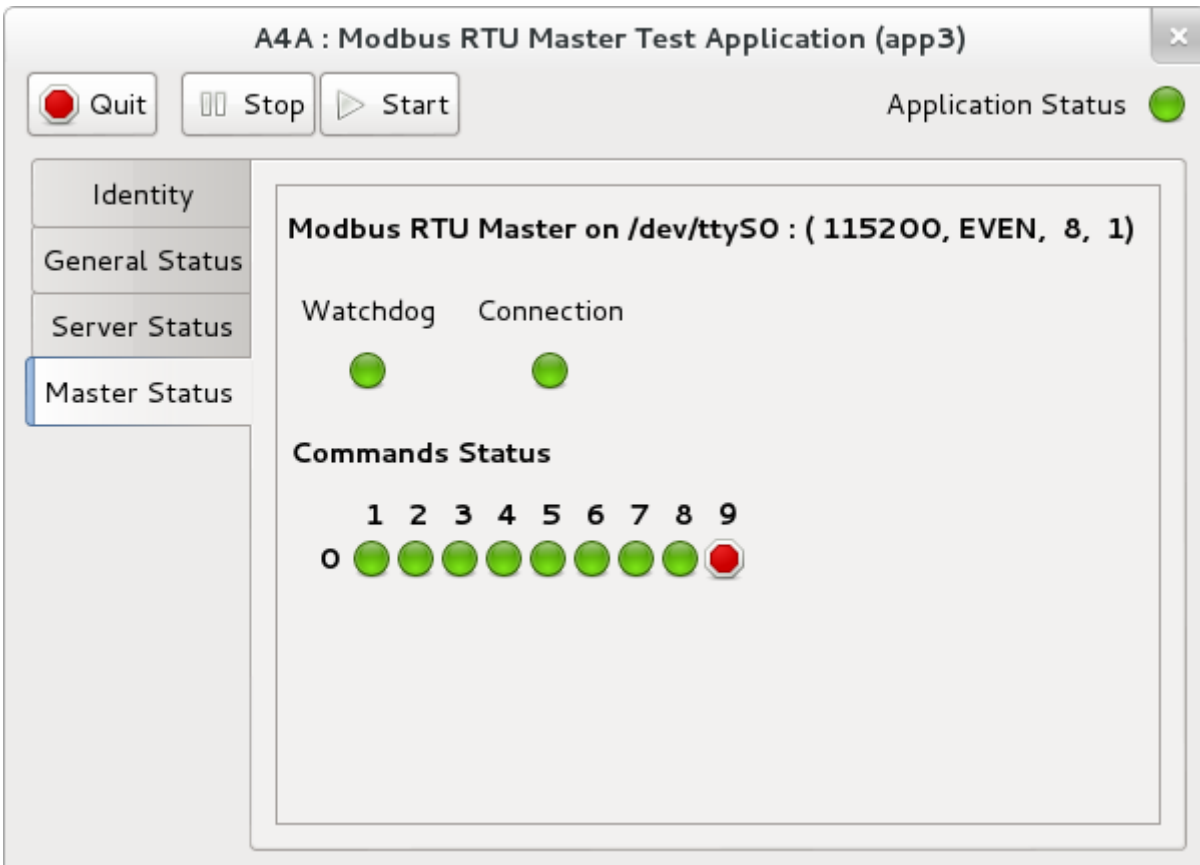 A4A : Modbus RTU Master Test Application (app3)
Quit Stop Start Application Status
Identity
General Status
Server Status
Master Status
Modbus RTU Master on /dev/ttyS0 : ( 115200, EVEN, 8, 1)
Watchdog Connection
Commands Status
1 2 3 4 5 6 7 8 9
0